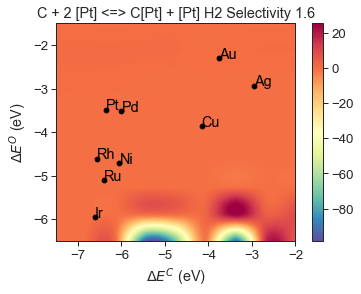 C + 2 [Pt] <=> C[Pt] + [Pt] H2 Selectivity 1.6
−2
−3
−4
−5
−6
ΔE^O (eV)
Au
Ag
Pt
Pd
Cu
Rh
Ni
Ru
Ir
−7
−6
−5
−4
−3
−2
ΔE^C (eV)
20
0
−20
−40
−60
−80